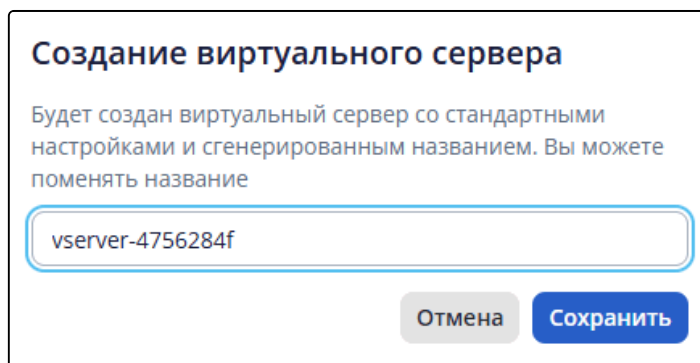 Создание виртуального сервера
Будет создан виртуальный сервер со стандартными
настройками и сгенерированным названием. Вы можете
поменять название
vserver-4756284f
Отмена
Сохранить